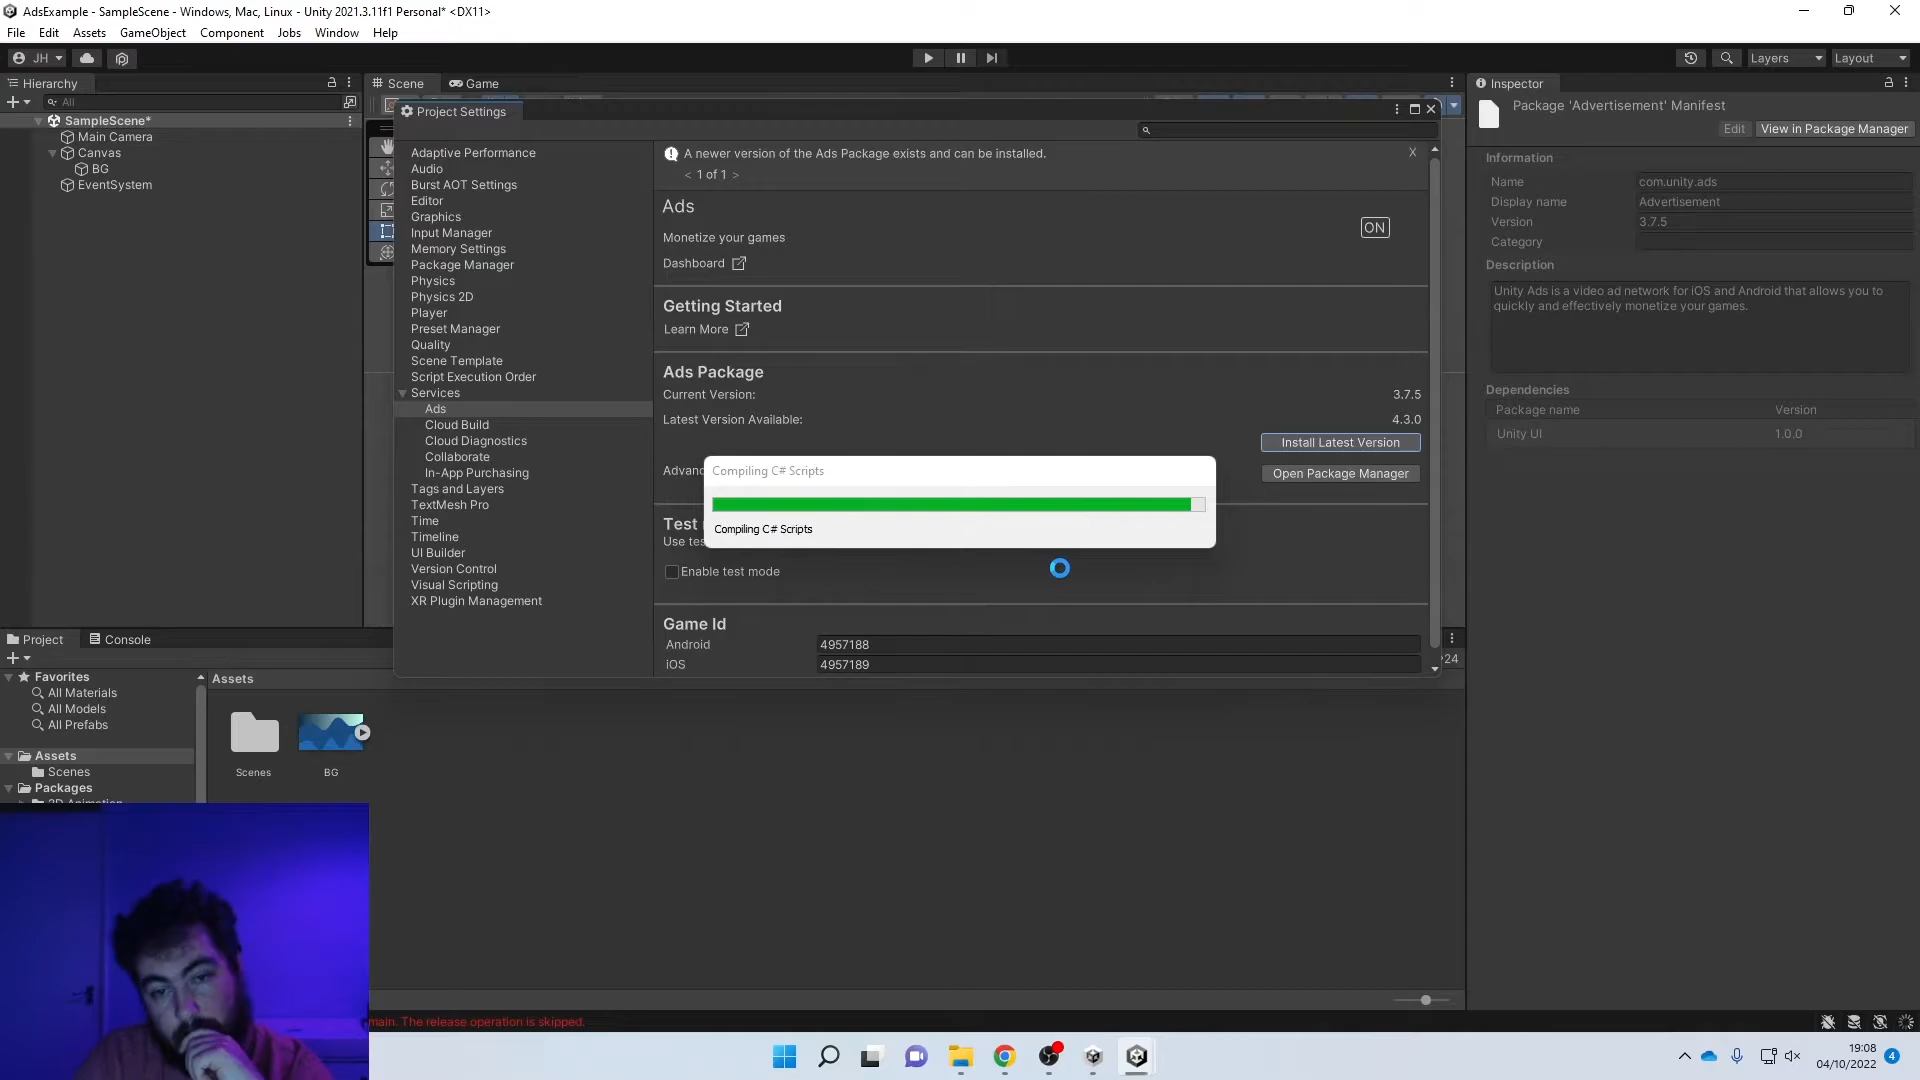 AdsExample - SampleScene - Windows, Mac, Linux - Unity 2021.3.11f1 Personal* <DX11>
File Edit Assets GameObject Component Jobs Window Help
JH Layers Layout
Hierarchy Scene Game Inspector
All
SampleScene*
Main Camera
Canvas
BG
EventSystem
Project Settings
Adaptive Performance
Audio
Burst AOT Settings
Editor
Graphics
Input Manager
Memory Settings
Package Manager
Physics
Physics 2D
Player
Preset Manager
Quality
Scene Template
Script Execution Order
Services
Ads
Cloud Build
Cloud Diagnostics
Collaborate
In-App Purchasing
Tags and Layers
TextMesh Pro
Time
Timeline
UI Builder
Version Control
Visual Scripting
XR Plugin Management
A newer version of the Ads Package exists and can be installed. X
< 1 of 1 >
Ads
ON
Monetize your games
Dashboard
Getting Started
Learn More
Ads Package
Current Version: 3.7.5
Latest Version Available: 4.3.0
Install Latest Version
Advanc
Open Package Manager
Compiling C# Scripts
Compiling C# Scripts
Test
Use tes
Enable test mode
Game Id
Android 4957188
iOS 4957189
Package 'Advertisement' Manifest
Edit View in Package Manager
Information
Name com.unity.ads
Display name Advertisement
Version 3.7.5
Category
Description
Unity Ads is a video ad network for iOS and Android that allows you to
quickly and effectively monetize your games.
Dependencies
Package name Version
Unity UI 1.0.0
Project Console
24
Favorites
All Materials
All Models
All Prefabs
Assets
Scenes
Packages
Assets
Scenes BG
main. The release operation is skipped.
19:08
04/10/2022
4